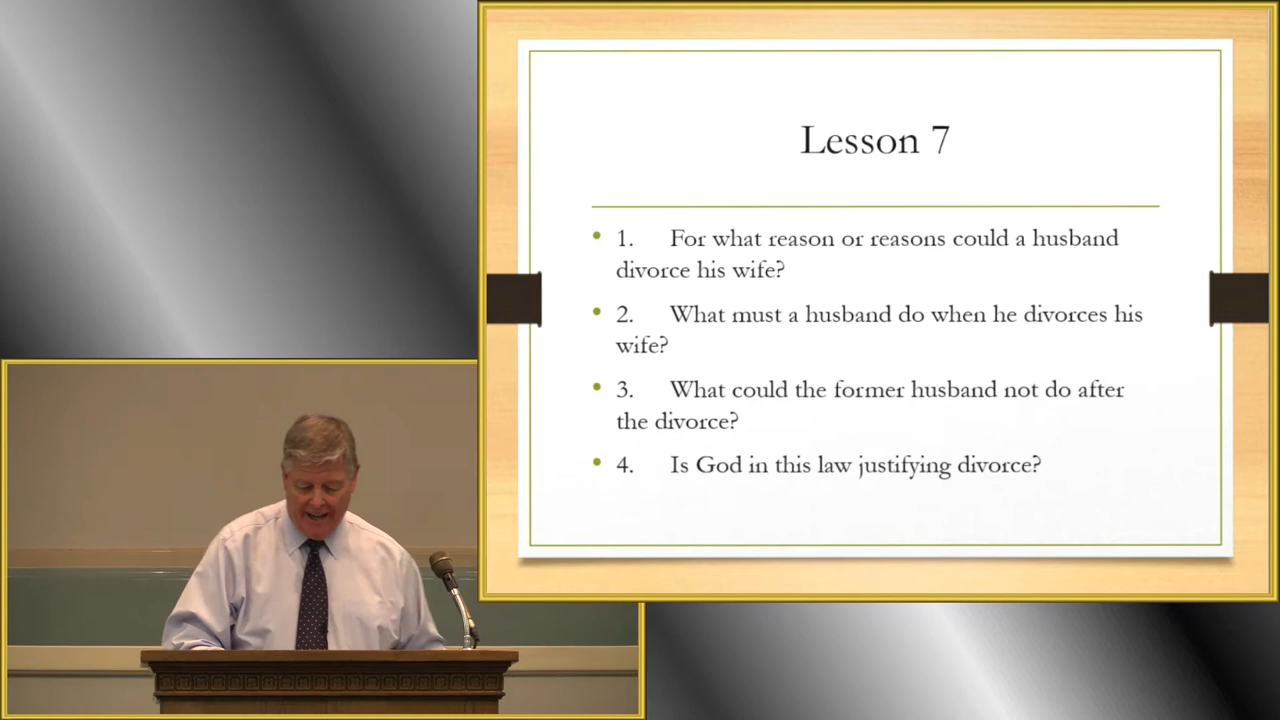 Lesson 7
• 1. For what reason or reasons could a husband
divorce his wife?
• 2. What must a husband do when he divorces his
wife?
• 3. What could the former husband not do after
the divorce?
• 4. Is God in this law justifying divorce?